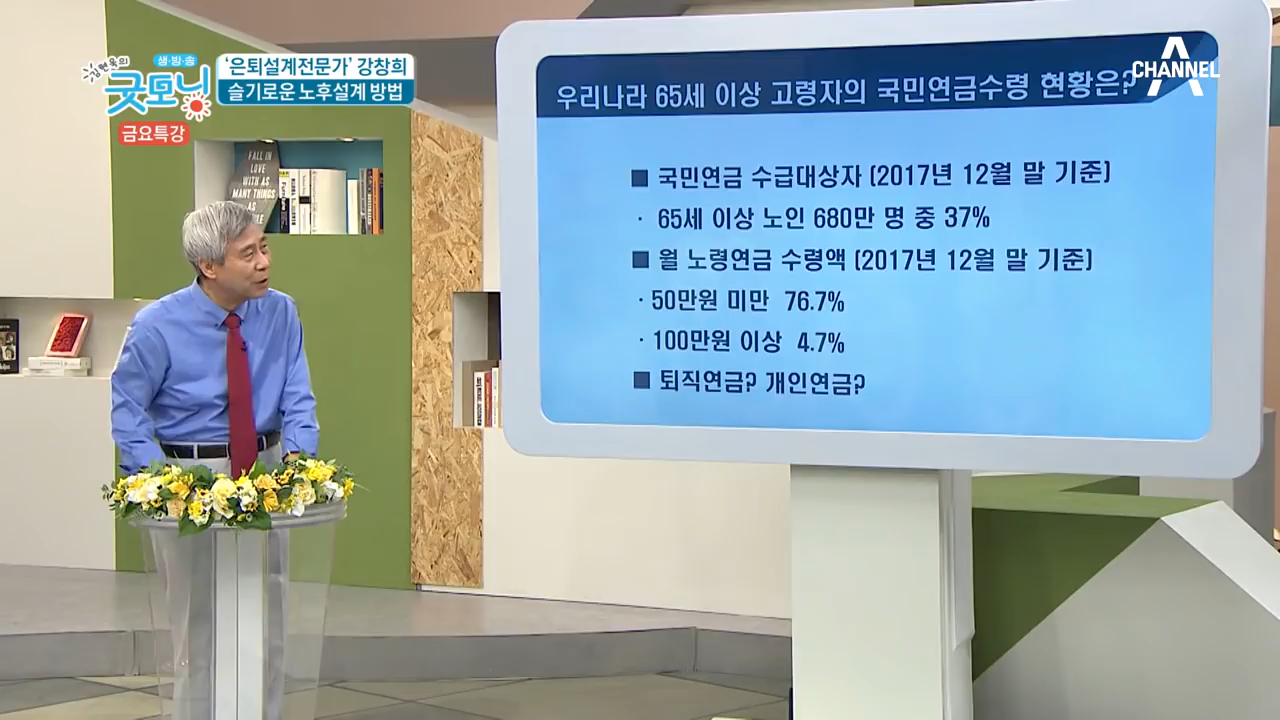 김현욱의
생·방·송
굿모닝
금요특강
‘은퇴설계전문가’ 강창희
슬기로운 노후설계 방법
CHANNEL A
우리나라 65세 이상 고령자의 국민연금수령 현황은?
■ 국민연금 수급대상자 (2017년 12월 말 기준)
· 65세 이상 노인 680만 명 중 37%
■ 월 노령연금 수령액 (2017년 12월 말 기준)
· 50만원 미만 76.7%
· 100만원 이상 4.7%
■ 퇴직연금? 개인연금?
FALL IN
LOVE
WITH AS
MANY THINGS
AS